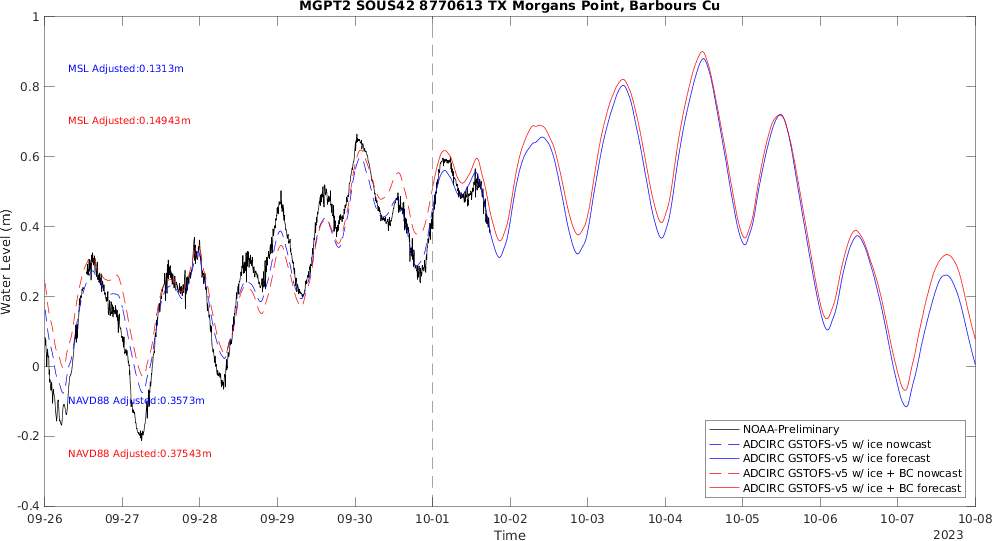 MGPT2 SOUS42 8770613 TX Morgans Point, Barbours Cu
1
0.8
0.6
0.4
0.2
0
-0.2
-0.4
Water Level (m)
MSL Adjusted:0.1313m
MSL Adjusted:0.14943m
NAVD88 Adjusted:0.3573m
NAVD88 Adjusted:0.37543m
NOAA-Preliminary
ADCIRC GSTOFS-v5 w/ ice nowcast
ADCIRC GSTOFS-v5 w/ ice forecast
ADCIRC GSTOFS-v5 w/ ice + BC nowcast
ADCIRC GSTOFS-v5 w/ ice + BC forecast
09-26 09-27 09-28 09-29 09-30 10-01 10-02 10-03 10-04 10-05 10-06 10-07 10-08
Time
2023